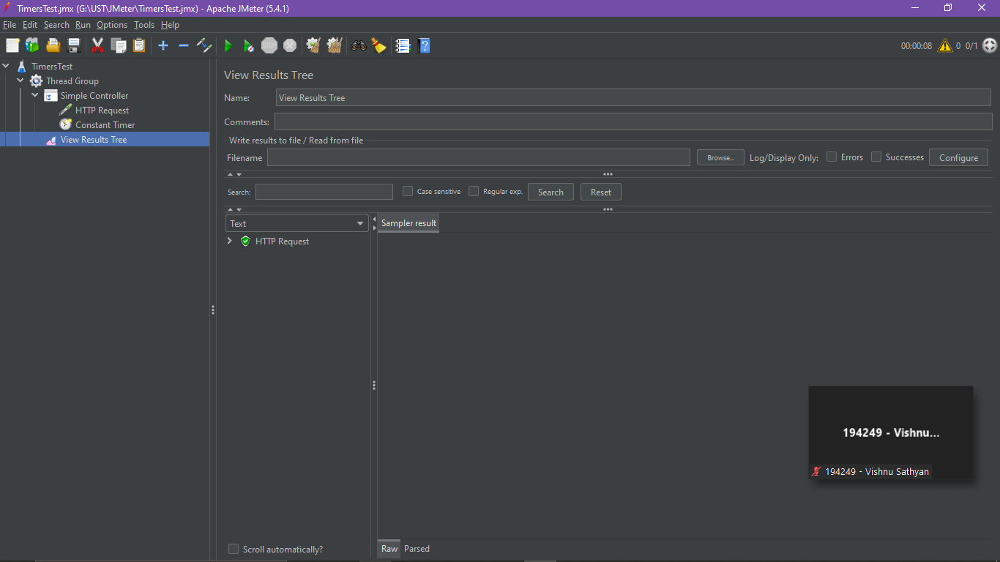 TimersTest.jmx (G:\UST\JMeter\TimersTest.jmx) - Apache JMeter (5.4.1)
File Edit Search Run Options Tools Help
STOP
00:00:08 0 0/1
TimersTest
Thread Group
Simple Controller
HTTP Request
Constant Timer
View Results Tree
View Results Tree
Name: View Results Tree
Comments:
Write results to file / Read from file
Filename Browse... Log/Display Only: Errors Successes Configure
Search: Case sensitive Regular exp. Search Reset
Text
Sampler result
HTTP Request
194249 - Vishnu...
194249 - Vishnu Sathyan
Scroll automatically?
Raw Parsed